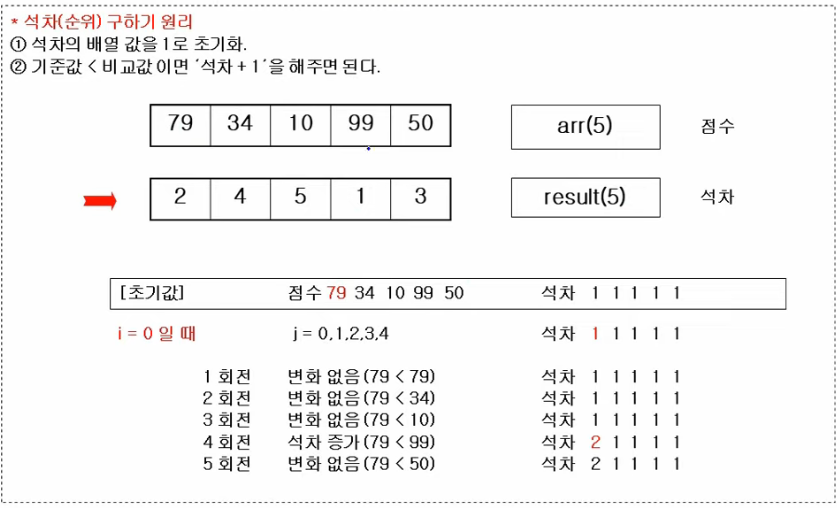 * 석차(순위) 구하기 원리
① 석차의 배열 값을 1로 초기화.
② 기준값 < 비교값 이면 ´석차 + 1´을 해주면 된다.
79 34 10 99 50 arr(5) 점수
2 4 5 1 3 result(5) 석차
[초기값] 점수 79 34 10 99 50 석차 1 1 1 1 1
i = 0 일 때 j = 0,1,2,3,4 석차 1 1 1 1 1
1 회전 변화 없음(79 < 79) 석차 1 1 1 1 1
2 회전 변화 없음(79 < 34) 석차 1 1 1 1 1
3 회전 변화 없음(79 < 10) 석차 1 1 1 1 1
4 회전 석차 증가(79 < 99) 석차 2 1 1 1 1
5 회전 변화 없음(79 < 50) 석차 2 1 1 1 1